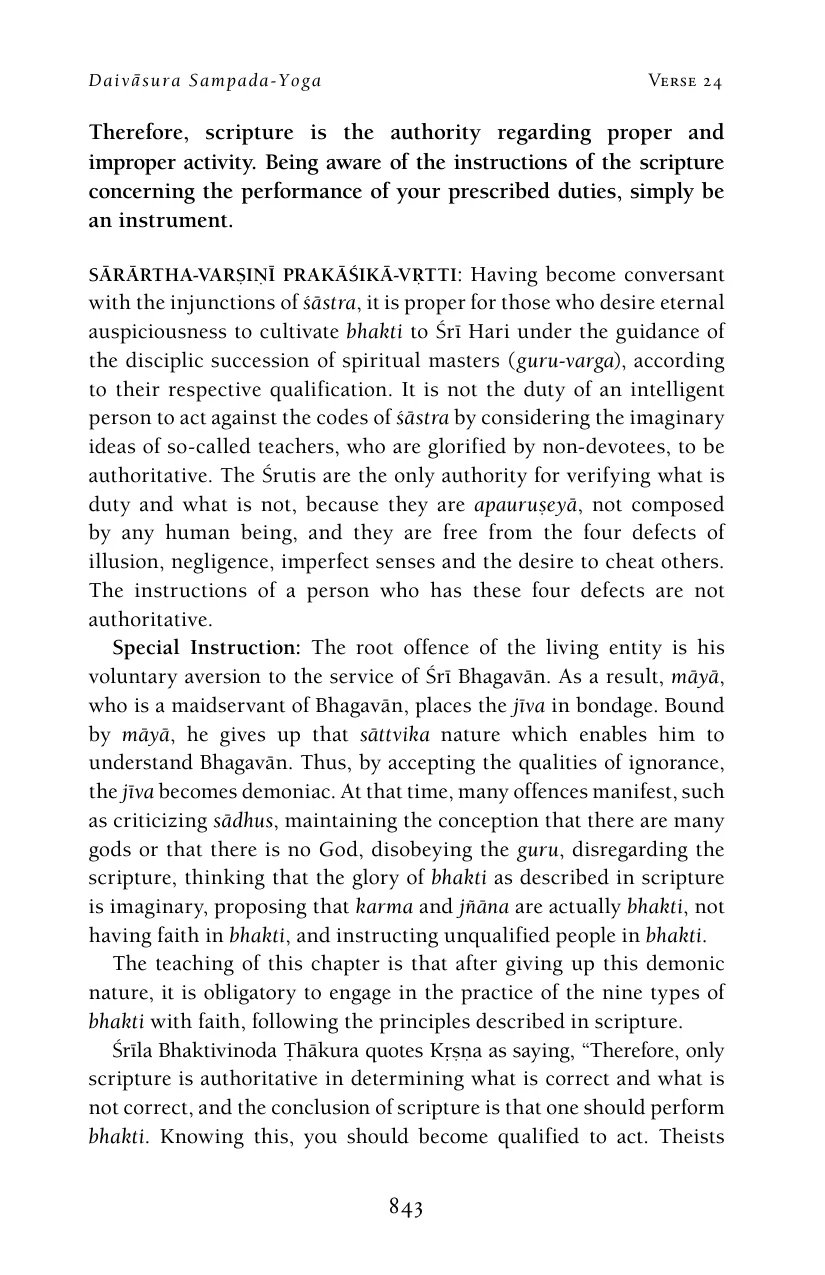 Daivāsura Sampada-Yoga Verse 24
Therefore, scripture is the authority regarding proper and
improper activity. Being aware of the instructions of the scripture
concerning the performance of your prescribed duties, simply be
an instrument.
SĀRĀRTHA-VARṢIṆĪ PRAKĀŚIKĀ-VṚTTI: Having become conversant
with the injunctions of śāstra, it is proper for those who desire eternal
auspiciousness to cultivate bhakti to Śrī Hari under the guidance of
the disciplic succession of spiritual masters (guru-varga), according
to their respective qualification. It is not the duty of an intelligent
person to act against the codes of śāstra by considering the imaginary
ideas of so-called teachers, who are glorified by non-devotees, to be
authoritative. The Śrutis are the only authority for verifying what is
duty and what is not, because they are apauruṣeyā, not composed
by any human being, and they are free from the four defects of
illusion, negligence, imperfect senses and the desire to cheat others.
The instructions of a person who has these four defects are not
authoritative.
Special Instruction: The root offence of the living entity is his
voluntary aversion to the service of Śrī Bhagavān. As a result, māyā,
who is a maidservant of Bhagavān, places the jīva in bondage. Bound
by māyā, he gives up that sāttvika nature which enables him to
understand Bhagavān. Thus, by accepting the qualities of ignorance,
the jīva becomes demoniac. At that time, many offences manifest, such
as criticizing sādhus, maintaining the conception that there are many
gods or that there is no God, disobeying the guru, disregarding the
scripture, thinking that the glory of bhakti as described in scripture
is imaginary, proposing that karma and jñāna are actually bhakti, not
having faith in bhakti, and instructing unqualified people in bhakti.
The teaching of this chapter is that after giving up this demonic
nature, it is obligatory to engage in the practice of the nine types of
bhakti with faith, following the principles described in scripture.
Śrīla Bhaktivinoda Ṭhākura quotes Kṛṣṇa as saying, “Therefore, only
scripture is authoritative in determining what is correct and what is
not correct, and the conclusion of scripture is that one should perform
bhakti. Knowing this, you should become qualified to act. Theists
843